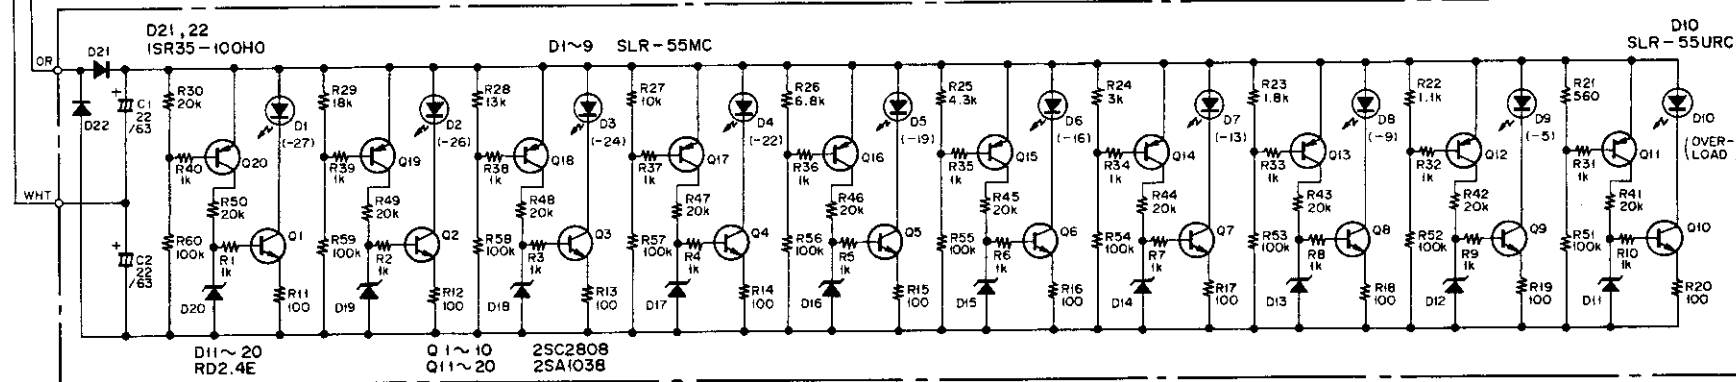 D21,22
1SR35-100H0
D1~9 SLR-55MC
D10
SLR-55URC
OR
D21
D22
+
C1
22
/63
WHT
+
C2
22
/63
R30
20k
R40
1k
Q20
D1
(-27)
R50
20k
R60
100k
R1
1k
Q1
D20
R11
100
R29
18k
R39
1k
Q19
D2
(-26)
R49
20k
R59
100k
R2
1k
Q2
D19
R12
100
R28
13k
R38
1k
Q18
D3
(-24)
R48
20k
R58
100k
R3
1k
Q3
D18
R13
100
R27
10k
R37
1k
Q17
D4
(-22)
R47
20k
R57
100k
R4
1k
Q4
D17
R14
100
R26
6.8k
R36
1k
Q16
D5
(-19)
R46
20k
R56
100k
R5
1k
Q5
D16
R15
100
R25
4.3k
R35
1k
Q15
D6
(-16)
R45
20k
R55
100k
R6
1k
Q6
D15
R16
100
R24
3k
R34
1k
Q14
D7
(-13)
R44
20k
R54
100k
R7
1k
Q7
D14
R17
100
R23
1.8k
R33
1k
Q13
D8
(-9)
R43
20k
R53
100k
R8
1k
Q8
D13
R18
100
R22
1.1k
R32
1k
Q12
D9
(-5)
R42
20k
R52
100k
R9
1k
Q9
D12
R19
100
R21
560
R31
1k
Q11
D10
(OVER-
LOAD
R41
20k
R51
100k
R10
1k
Q10
D11
R20
100
D11~20
RD2.4E
Q1~10 2SC2808
Q11~20 2SA1038